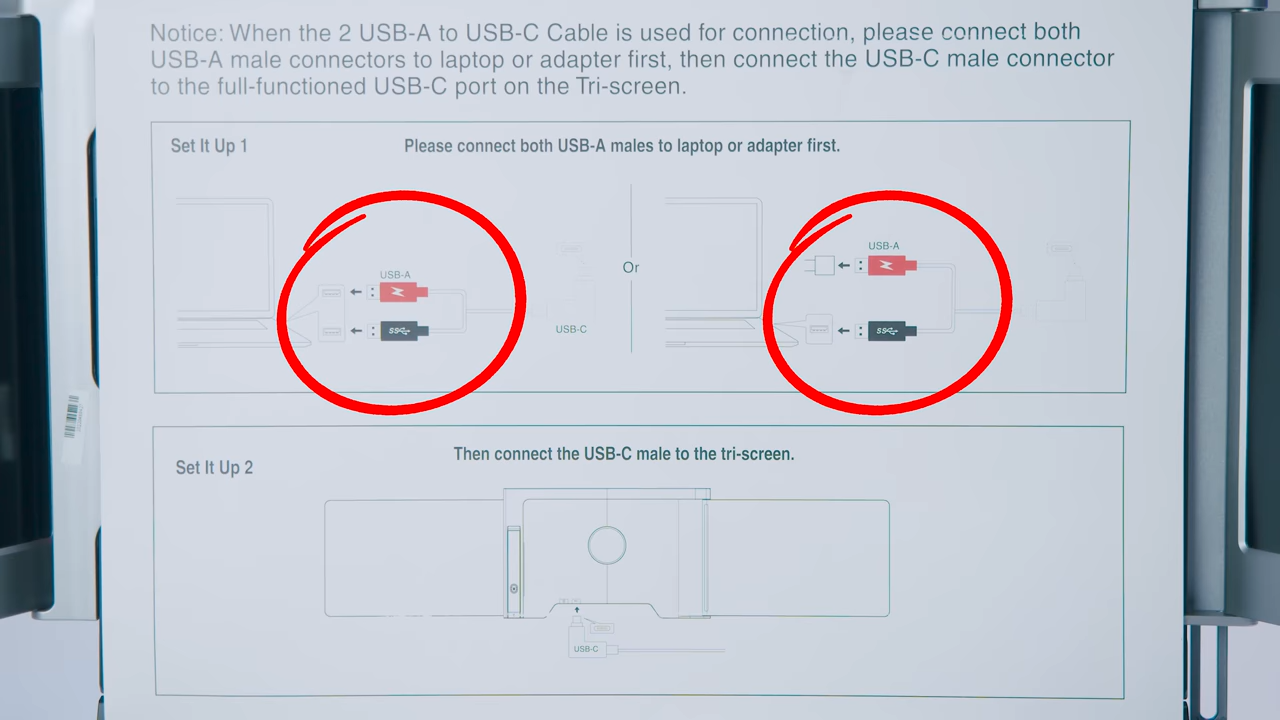 Notice: When the 2 USB-A to USB-C Cable is used for connection, please connect both
USB-A male connectors to laptop or adapter first, then connect the USB-C male connector
to the full-functioned USB-C port on the Tri-screen.
Set It Up 1
Please connect both USB-A males to laptop or adapter first.
USB-A
SS
USB-C
Or
USB-A
SS
Set It Up 2
Then connect the USB-C male to the tri-screen.
USB-C